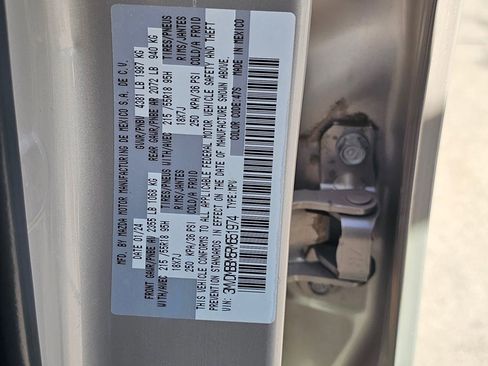 MFD. BY MAZDA MOTOR MANUFACTURING DE MEXICO S.A. DE C.V.
DATE 01/24 GVWR/PNBV 4381 LB 1987 KG
FRONT GAWR/PNBE AV 2355 LB 1068 KG REAR GAWR/PNBE AR 2072 LB 940 KG
WITH/AVEC 215/55R18 95H TIRES/PNEUS WITH/AVEC 215/55R18 95H TIRES/PNEUS
18X7J RIMS/JANTES 18X7J RIMS/JANTES
250 KPA/36 PSI COLD/A FROID 250 KPA/36 PSI COLD/A FROID
THIS VEHICLE CONFORMS TO ALL APPLICABLE FEDERAL MOTOR VEHICLE SAFETY AND THEFT
PREVENTION STANDARDS IN EFFECT ON THE DATE OF MANUFACTURE SHOWN ABOVE.
VIN: TYPE: MPV COLOR CODE: 47S MADE IN MEXICO